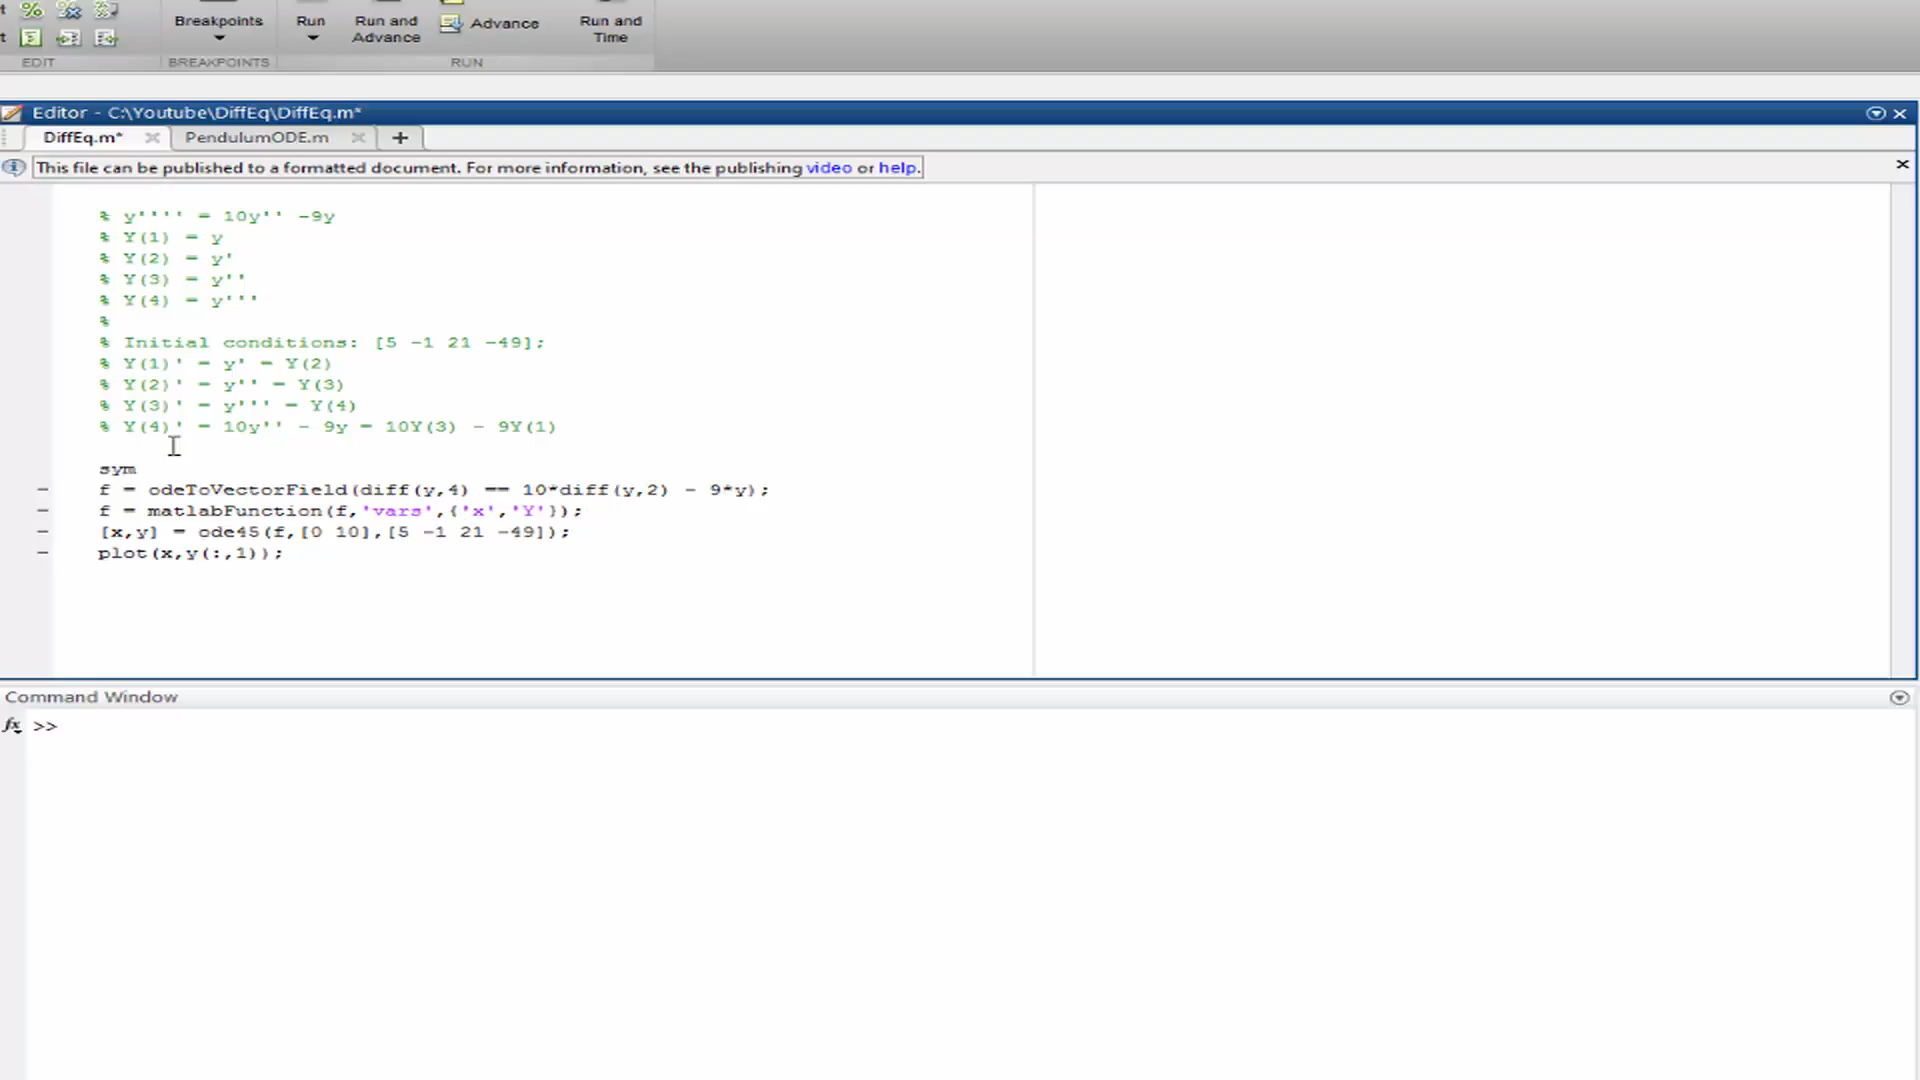 t
Breakpoints Run Run and Advance Advance Run and Time
t
EDIT BREAKPOINTS RUN
Editor - C:\Youtube\DiffEq\DiffEq.m*
DiffEq.m* PendulumODE.m +
This file can be published to a formatted document. For more information, see the publishing video or help.
% y'''' = 10y'' -9y
% Y(1) = y
% Y(2) = y'
% Y(3) = y''
% Y(4) = y'''
%
% Initial conditions: [5 -1 21 -49];
% Y(1)' = y' = Y(2)
% Y(2)' = y'' = Y(3)
% Y(3)' = y''' = Y(4)
% Y(4)' = 10y'' - 9y = 10Y(3) - 9Y(1)
sym
f = odeToVectorField(diff(y,4) == 10*diff(y,2) - 9*y);
f = matlabFunction(f,'vars',{'x','Y'});
[x,y] = ode45(f,[0 10],[5 -1 21 -49]);
plot(x,y(:,1));
Command Window
fx >>